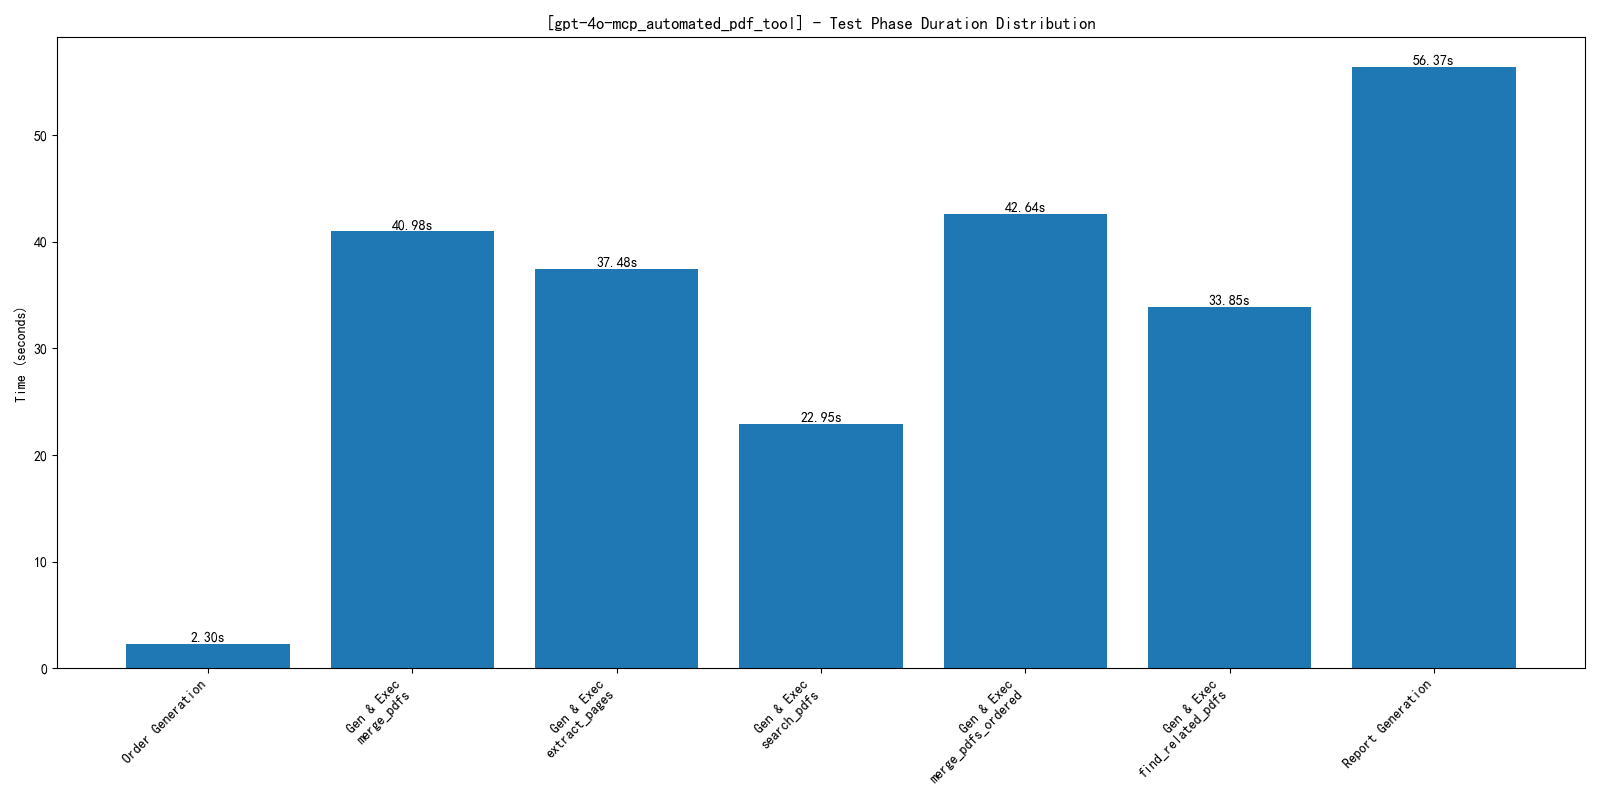 [gpt-4o-mcp_automated_pdf_tool] - Test Phase Duration Distribution
Time (seconds)
50
40
30
20
10
0
2.30s
40.98s
37.48s
22.95s
42.64s
33.85s
56.37s
Order Generation
Gen & Exec
merge_pdfs
Gen & Exec
extract_pages
Gen & Exec
search_pdfs
Gen & Exec
merge_pdfs_ordered
Gen & Exec
find_related_pdfs
Report Generation